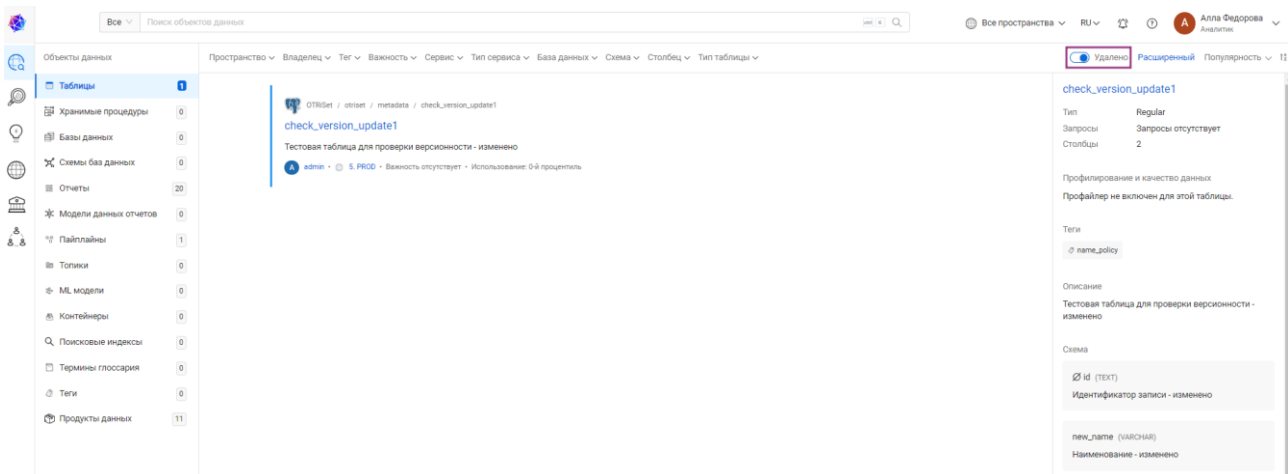 Все Поиск объектов данных Все пространства RU А Алла Федорова
Аналитик
Объекты данных
Пространство Владелец Тег Важность Сервис Тип сервиса База данных Схема Столбец Тип таблицы
Удалено Расширенный Популярность
Таблицы 1
Хранимые процедуры 0
Базы данных 0
Схемы баз данных 0
Отчеты 20
Модели данных отчетов 0
Пайплайны 1
Топики 0
ML модели 0
Контейнеры 0
Поисковые индексы 0
Термины глоссария 0
Теги 0
Продукты данных 11
OTRiSet / otriset / metadata / check_version_update1
check_version_update1
Тестовая таблица для проверки версионности - изменено
A admin • 5. PROD • Важность отсутствует • Использование: 0-й процентиль
check_version_update1
Тип Regular
Запросы Запросы отсутствует
Столбцы 2
Профилирование и качество данных
Профайлер не включен для этой таблицы.
Теги
name_policy
Описание
Тестовая таблица для проверки версионности -
изменено
Схема
id (TEXT)
Идентификатор записи - изменено
new_name (VARCHAR)
Наименование - изменено